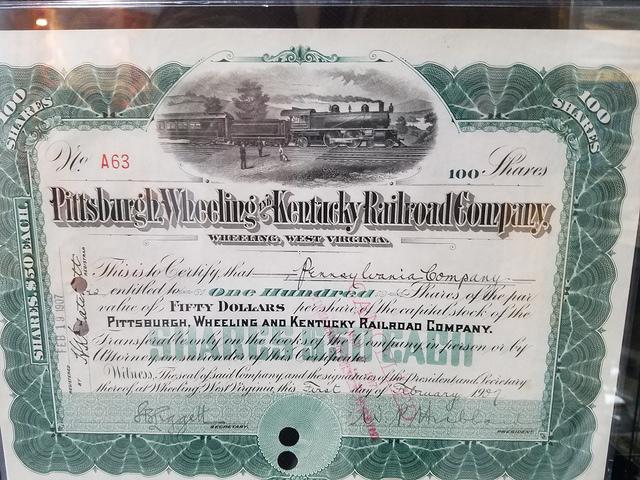 100 SHARES
100 SHARES
No. A63
100 Shares
Pittsburgh, Wheeling and Kentucky Railroad Company.
WHEELING, WEST VIRGINIA.
SHARES $50 EACH.
FEB 19 1907
REGISTERED
This is to Certify that Pennsylvania Company
entitled to One Hundred Shares of the par
value of FIFTY DOLLARS per share of the capital stock of the
PITTSBURGH, WHEELING AND KENTUCKY RAILROAD COMPANY.
Transferable only on the books of the Company in person or by
Attorney
SHARES $50 EACH
Witness, The seal of said Company and the signatures of the President and Secretary
thereof at Wheeling, West Virginia, this First day of February 1907
SECRETARY.
PRESIDENT.